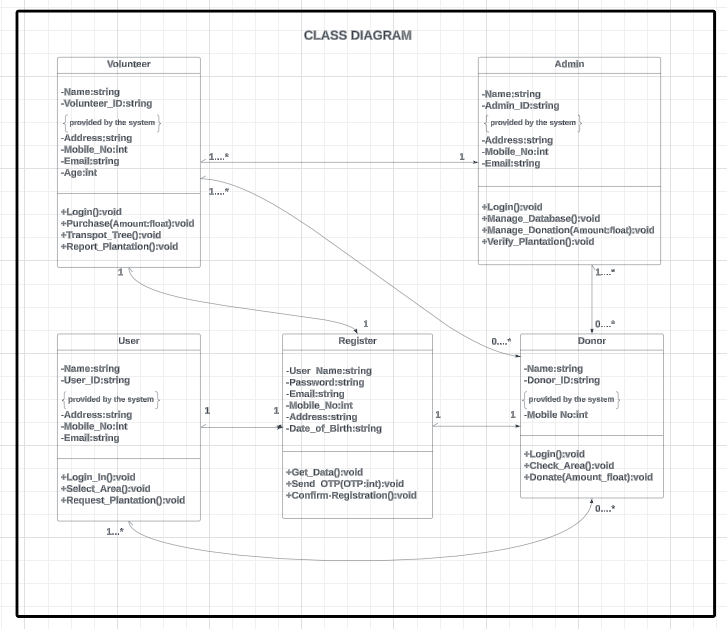 CLASS DIAGRAM
Volunteer
-Name:string
-Volunteer_ID:string
{provided by the system}
-Address:string
-Mobile_No:int
-Email:string
-Age:int
+Login():void
+Purchase(Amount:float):void
+Transpot_Tree():void
+Report_Plantation():void
Admin
-Name:string
-Admin_ID:string
{provided by the system}
-Address:string
-Mobile_No:int
-Email:string
+Login():void
+Manage_Database():void
+Manage_Donation(Amount:float):void
+Verify_Plantation():void
1....*
1
1....*
1
1
1....*
0....*
0....*
User
-Name:string
-User_ID:string
{provided by the system}
-Address:string
-Mobile_No:int
-Email:string
+Login_In():void
+Select_Area():void
+Request_Plantation():void
1
1
Register
-User_Name:string
-Password:string
-Email:string
-Mobile_No:int
-Address:string
-Date_of_Birth:string
+Get_Data():void
+Send_OTP(OTP:int):void
+Confirm-Registration():void
1
1
Donor
-Name:string
-Donor_ID:string
{provided by the system}
-Mobile No:int
+Login():void
+Check_Area():void
+Donate(Amount_float):void
1...*
0....*